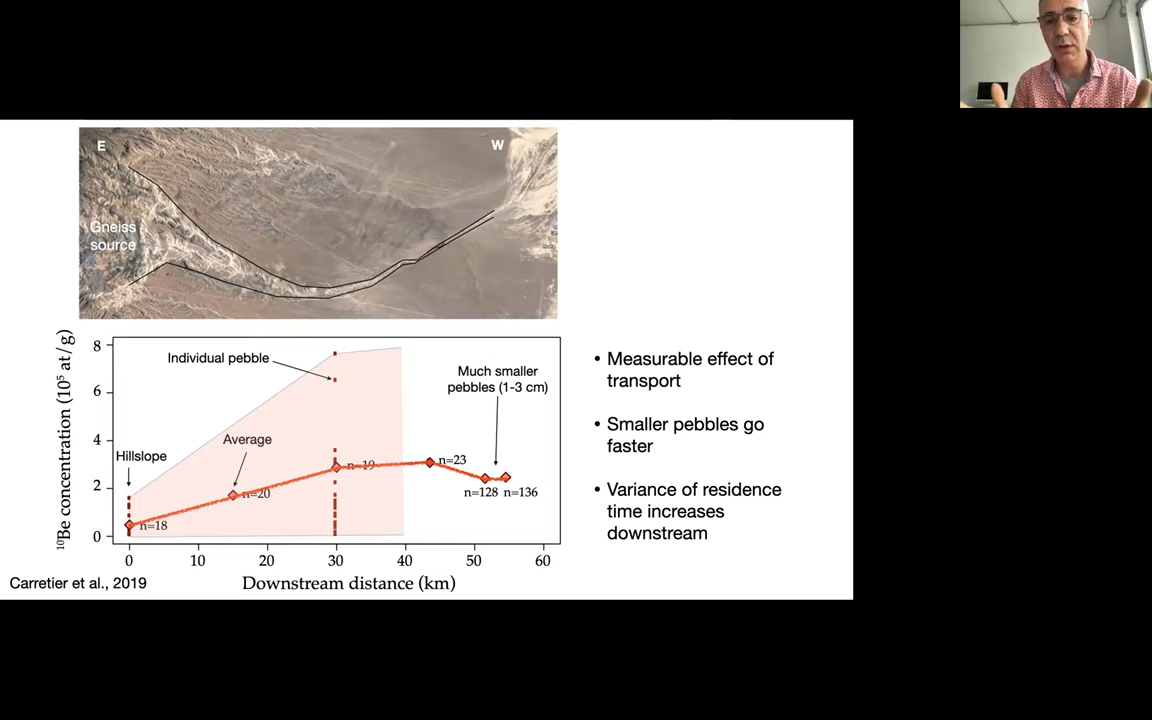 E
W
Gneiss
source
¹⁰Be concentration (10⁵ at/g)
8
6
4
2
0
Individual pebble
Much smaller
pebbles (1-3 cm)
Average
Hillslope
n=18
n=20
n=19
n=23
n=128
n=136
0
10
20
30
40
50
60
Downstream distance (km)
Carretier et al., 2019
• Measurable effect of
transport
• Smaller pebbles go
faster
• Variance of residence
time increases
downstream